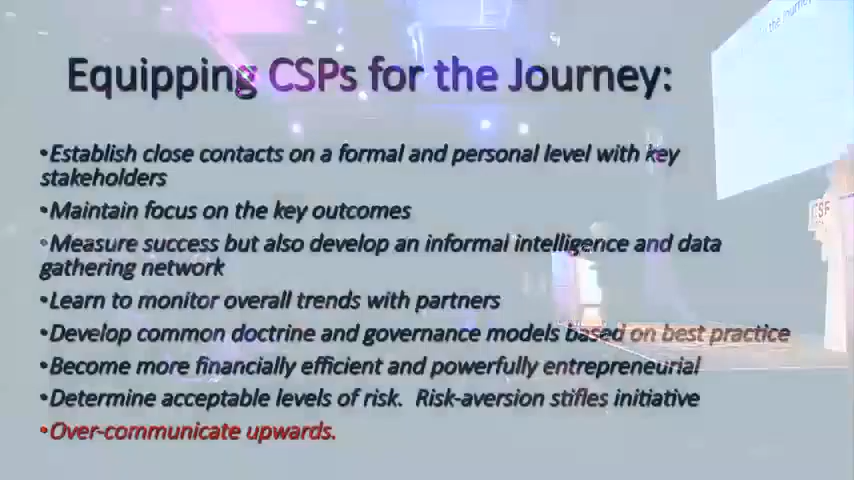 Equipping CSPs for the Journey:
•Establish close contacts on a formal and personal level with key
stakeholders
•Maintain focus on the key outcomes
•Measure success but also develop an informal intelligence and data
gathering network
•Learn to monitor overall trends with partners
•Develop common doctrine and governance models based on best practice
•Become more financially efficient and powerfully entrepreneurial
•Determine acceptable levels of risk.  Risk-aversion stifles initiative
•Over-communicate upwards.
the Journey